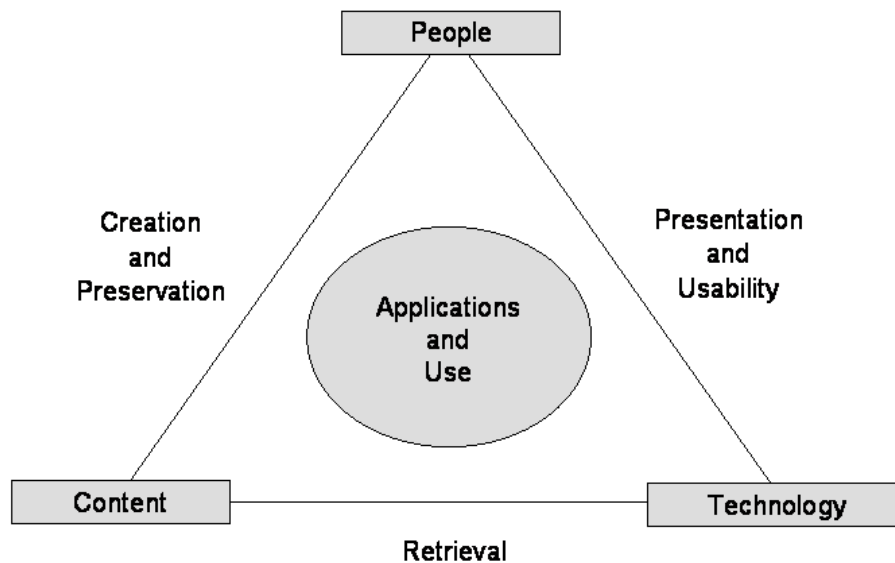 People
Creation
and
Preservation
Presentation
and
Usability
Applications
and
Use
Content
Technology
Retrieval